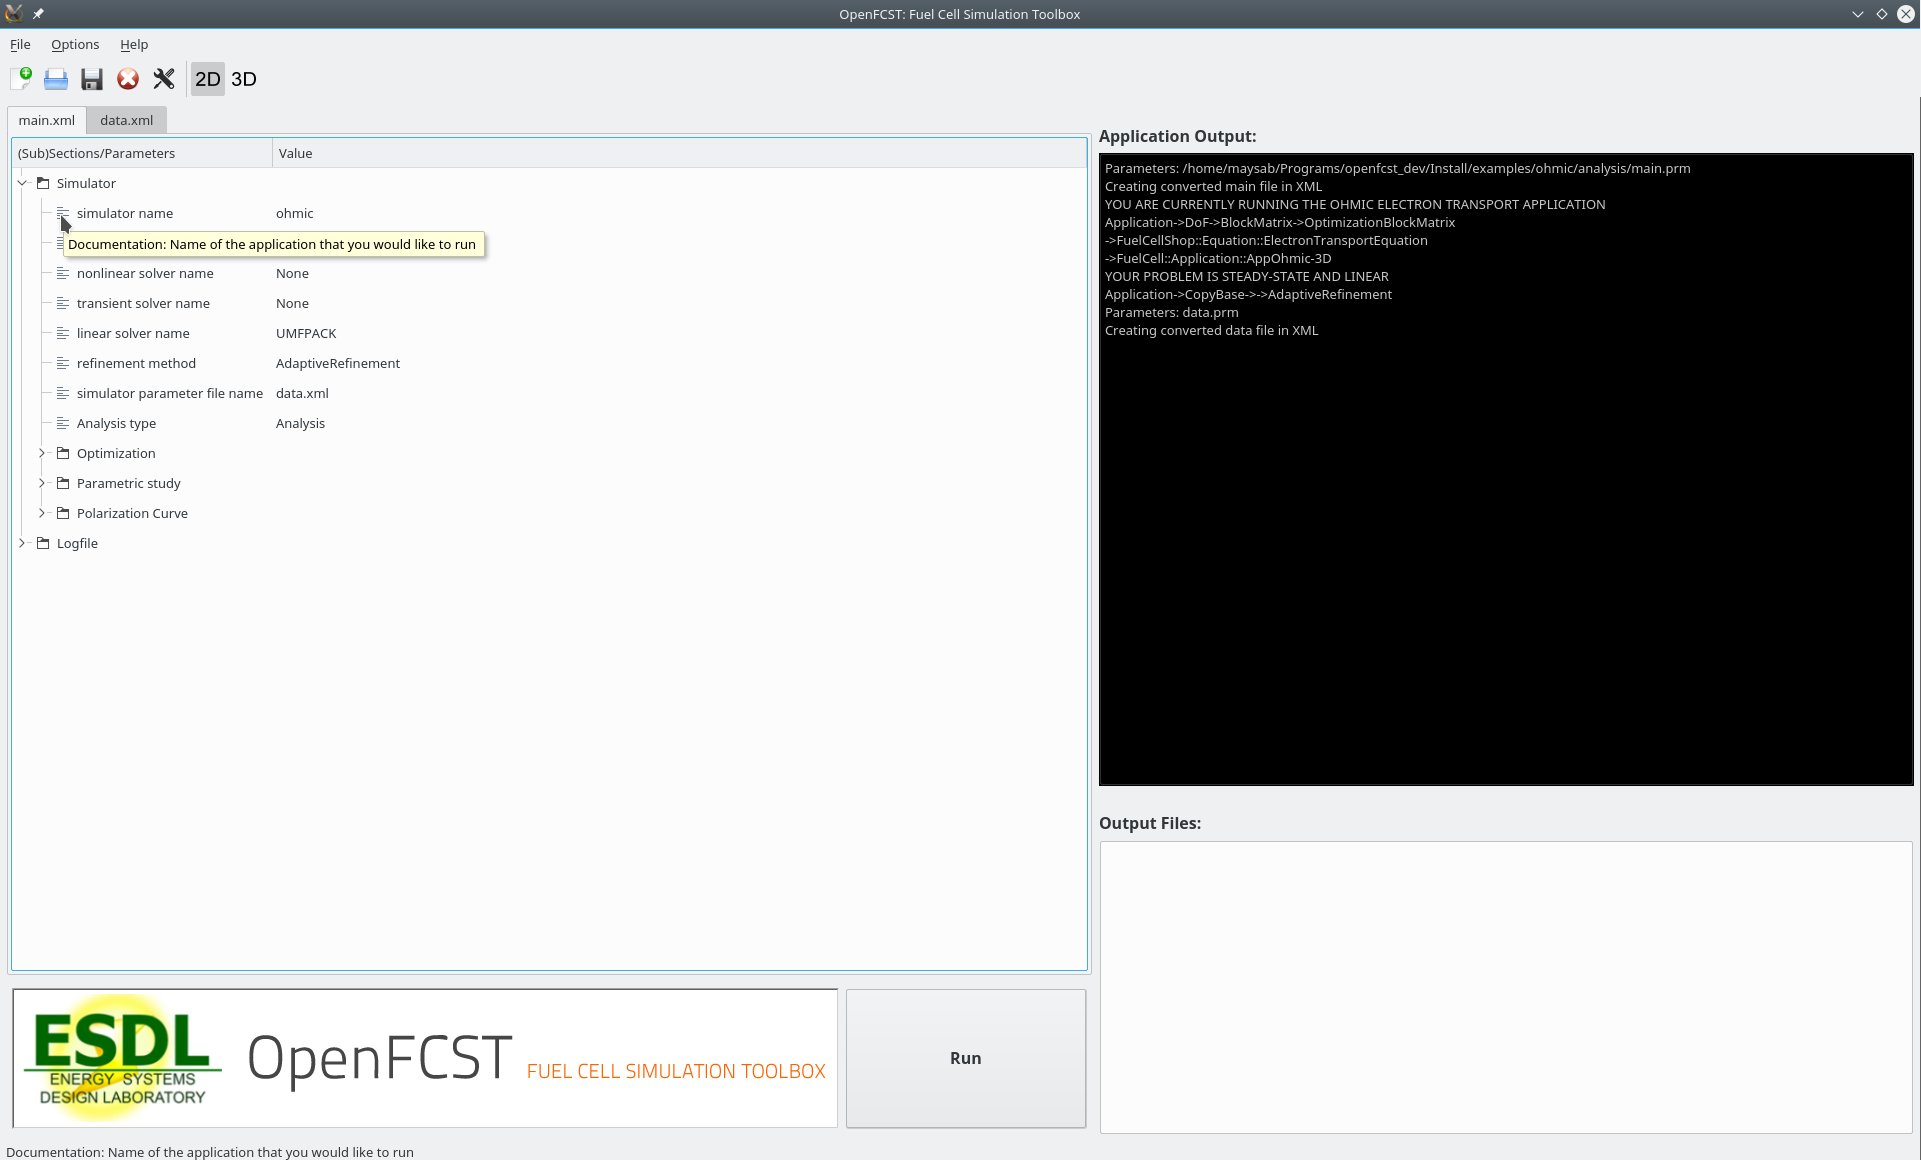 OpenFCST: Fuel Cell Simulation Toolbox
File Options Help
2D 3D
main.xml data.xml
(Sub)Sections/Parameters Value
Simulator
simulator name ohmic
Documentation: Name of the application that you would like to run
nonlinear solver name None
transient solver name None
linear solver name UMFPACK
refinement method AdaptiveRefinement
simulator parameter file name data.xml
Analysis type Analysis
Optimization
Parametric study
Polarization Curve
Logfile
Application Output:
Parameters: /home/maysab/Programs/openfcst_dev/Install/examples/ohmic/analysis/main.prm
Creating converted main file in XML
YOU ARE CURRENTLY RUNNING THE OHMIC ELECTRON TRANSPORT APPLICATION
Application->DoF->BlockMatrix->OptimizationBlockMatrix
->FuelCellShop::Equation::ElectronTransportEquation
->FuelCell::Application::AppOhmic-3D
YOUR PROBLEM IS STEADY-STATE AND LINEAR
Application->CopyBase->->AdaptiveRefinement
Parameters: data.prm
Creating converted data file in XML
Output Files:
ESDL
ENERGY SYSTEMS
DESIGN LABORATORY
OpenFCST FUEL CELL SIMULATION TOOLBOX
Run
Documentation: Name of the application that you would like to run